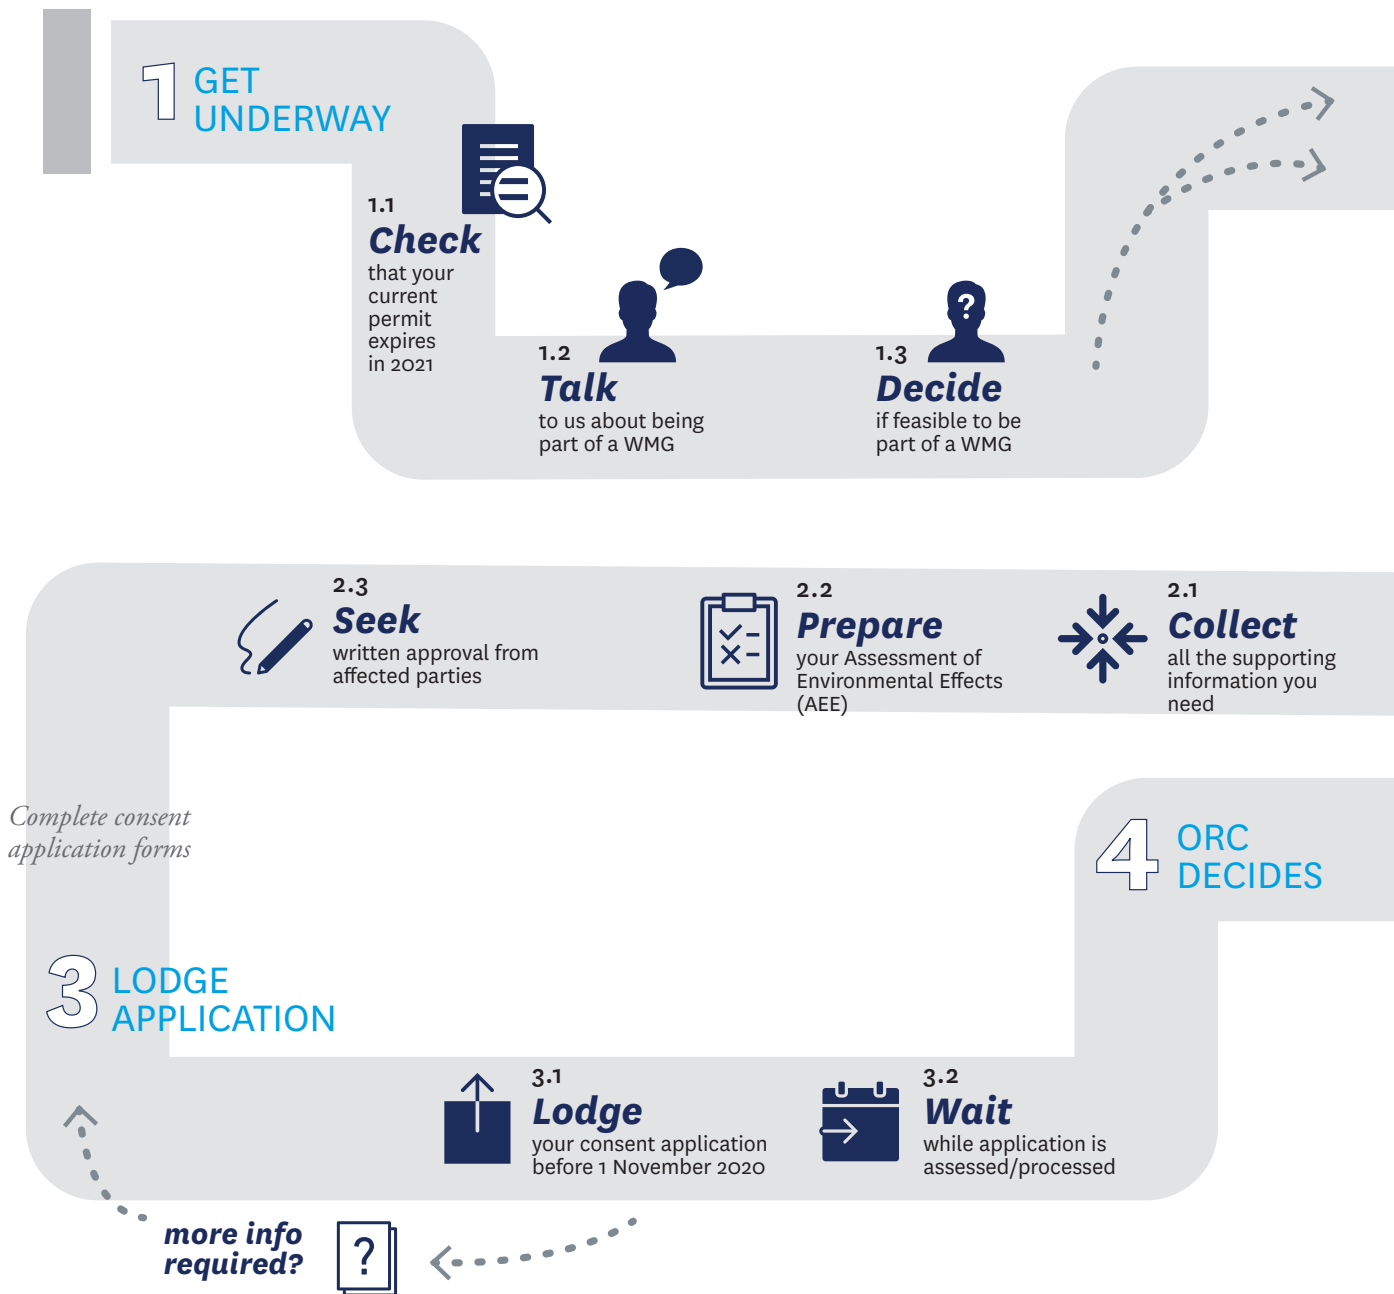 1 GET
UNDERWAY
1.1
Check
that your
current
permit
expires
in 2021
1.2
Talk
to us about being
part of a WMG
?
1.3
Decide
if feasible to be
part of a WMG
2.3
Seek
written approval from
affected parties
2.2
Prepare
your Assessment of
Environmental Effects
(AEE)
2.1
Collect
all the supporting
information you
need
Complete consent
application forms
4 ORC
DECIDES
3 LODGE
APPLICATION
3.1
Lodge
your consent application
before 1 November 2020
3.2
Wait
while application is
assessed/processed
more info
required?
?